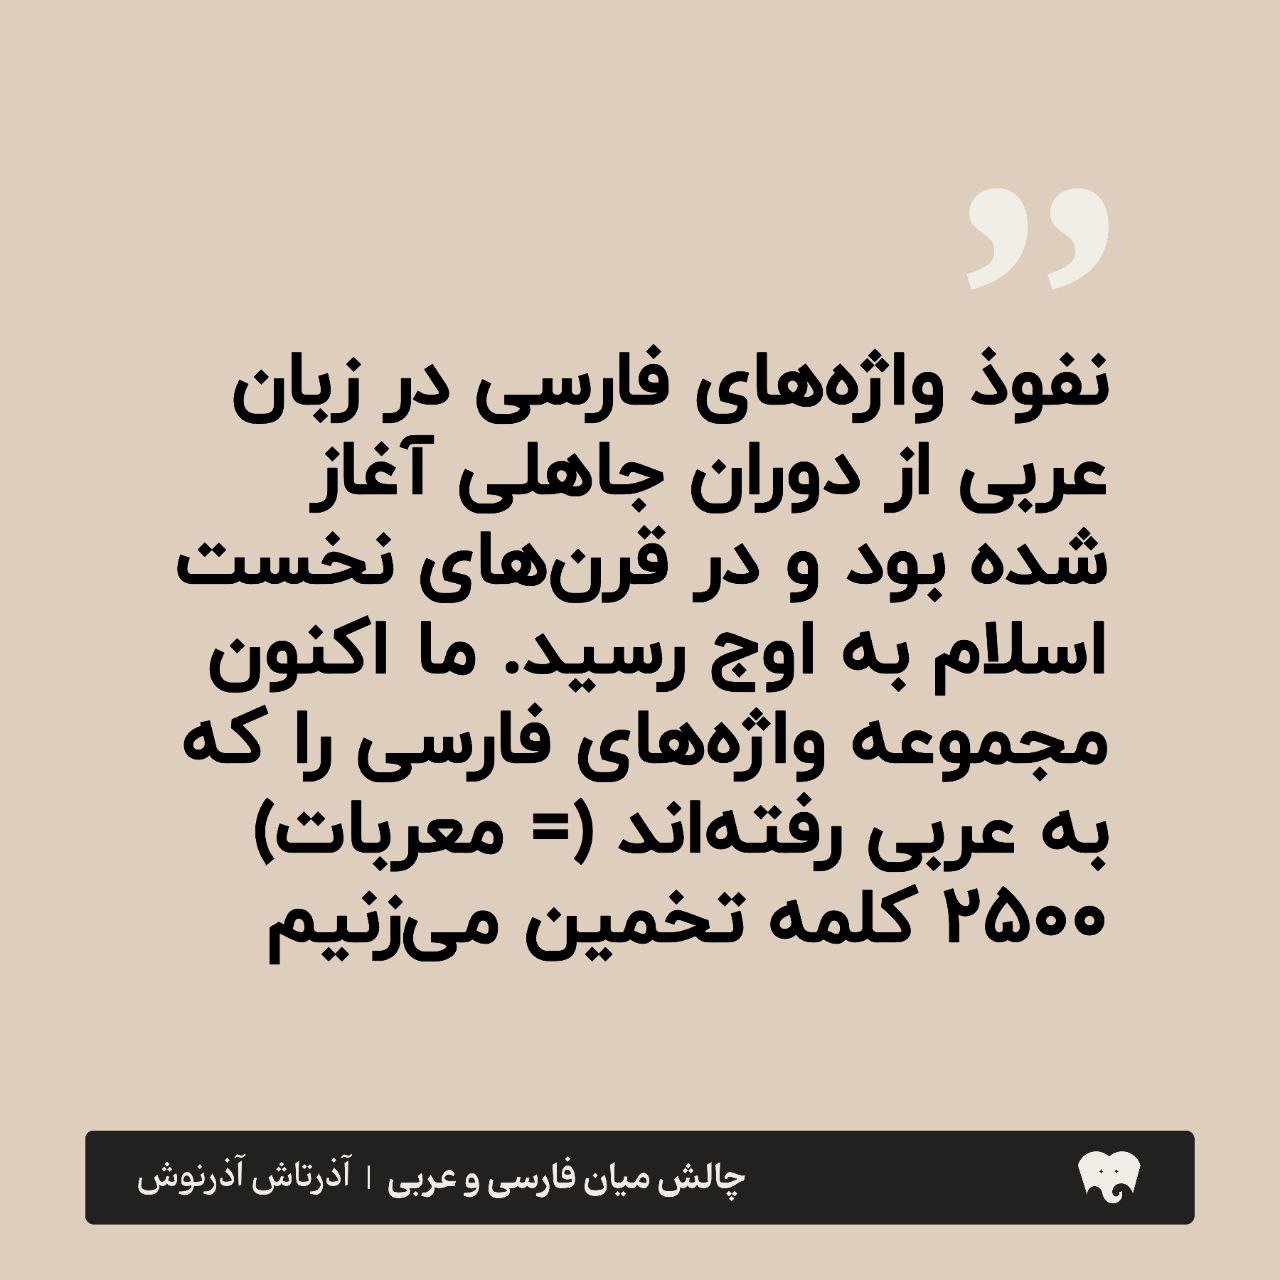 ”
نفوذ واژه‌های فارسی در زبان
عربی از دوران جاهلی آغاز
شده بود و در قرن‌های نخست
اسلام به اوج رسید. ما اکنون
مجموعه واژه‌های فارسی را که
به عربی رفته‌اند (= معربات)
۲۵۰۰ کلمه تخمین می‌زنیم
چالش میان فارسی و عربی | آذرتاش آذرنوش